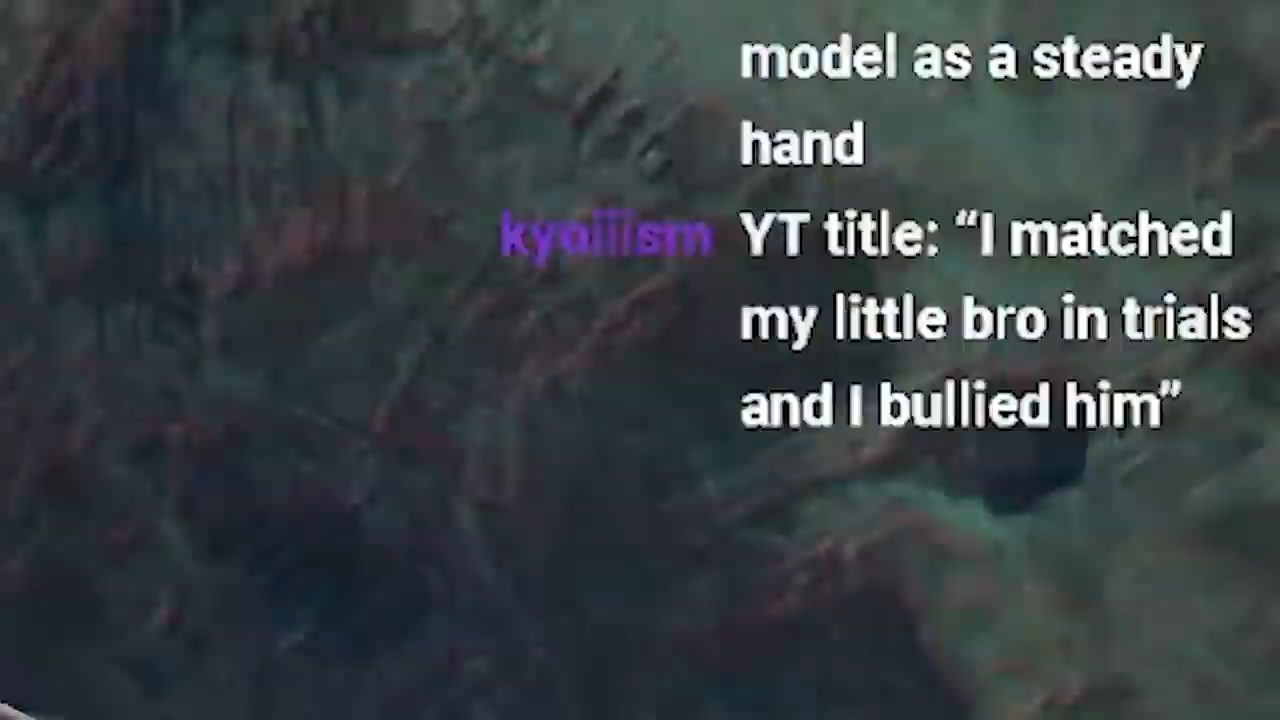 model as a steady
hand
kyoiiism YT title: “I matched
my little bro in trials
and I bullied him”